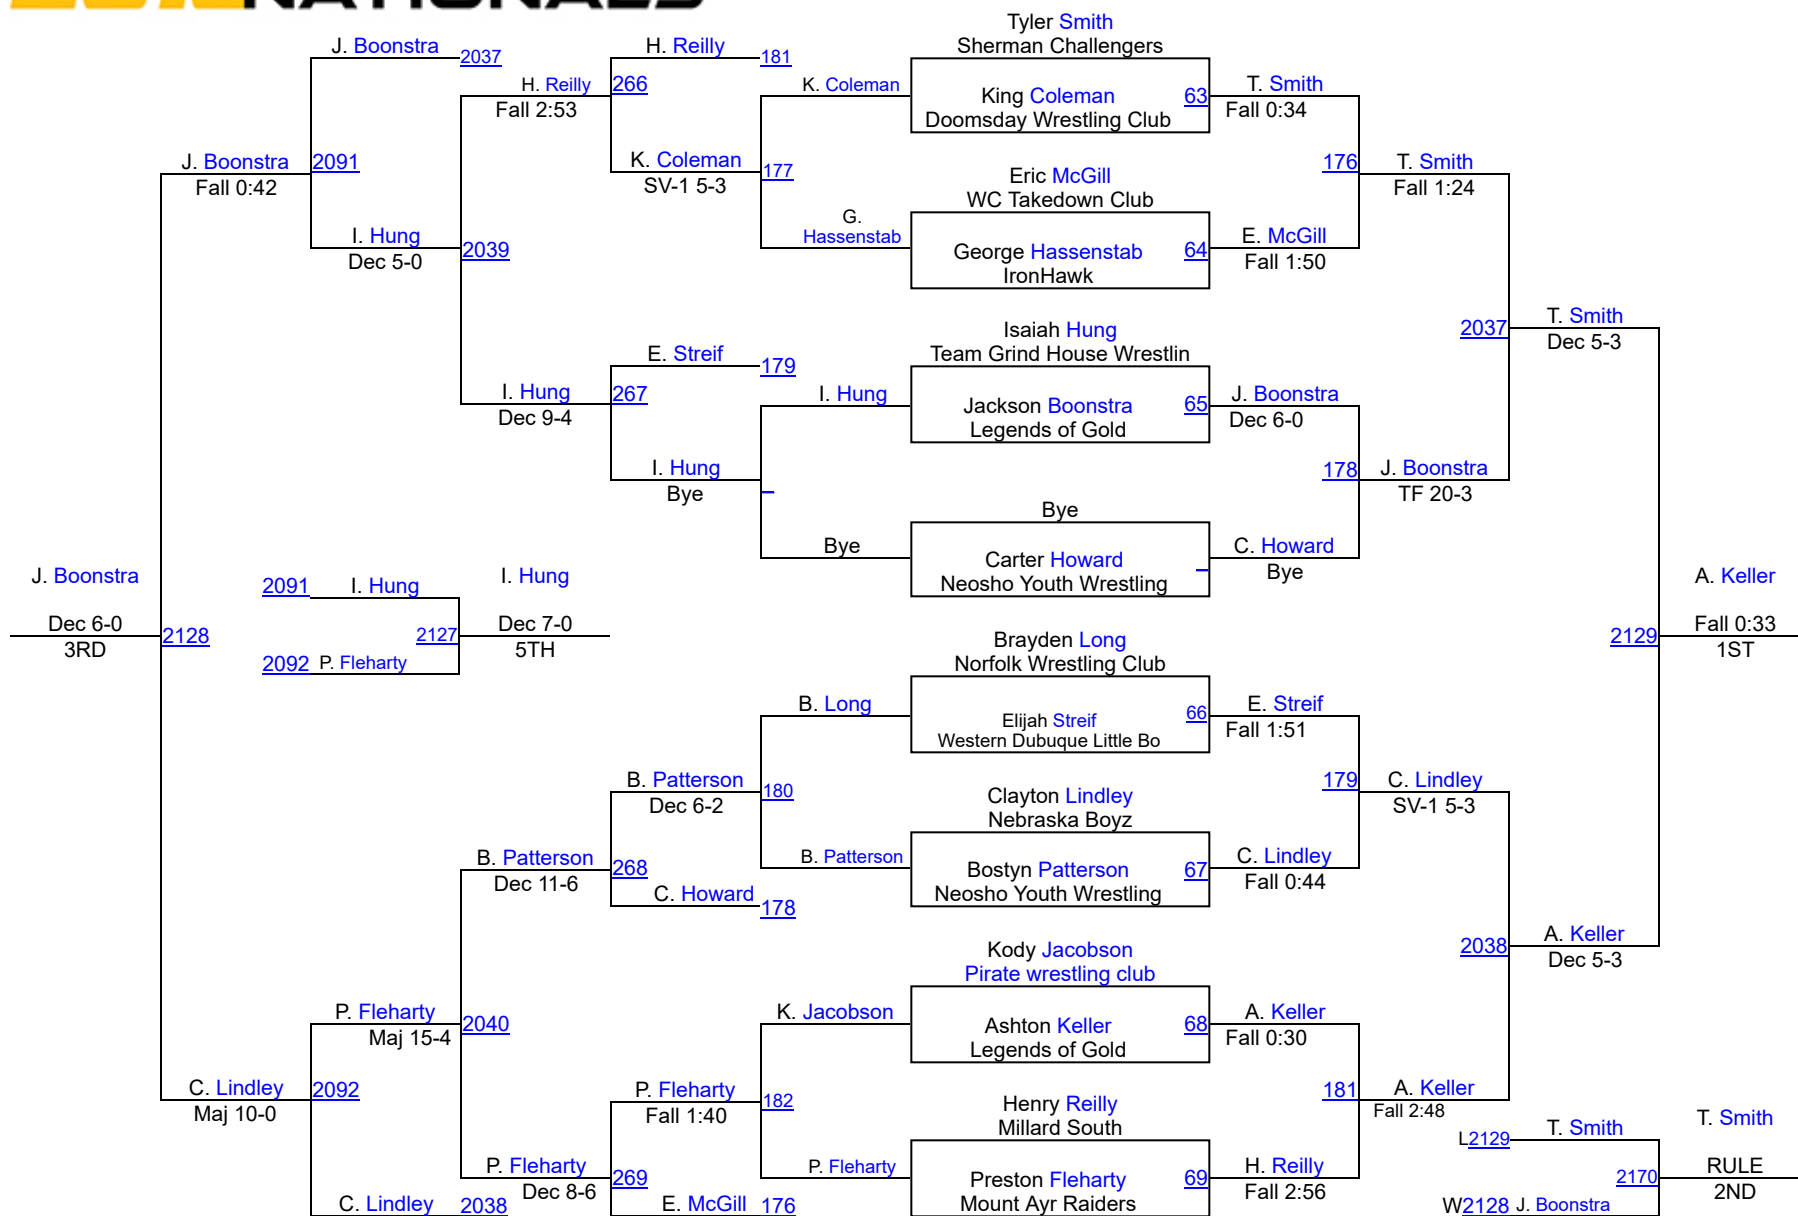 2018 NATIONALS
Tyler Smith
Sherman Challengers
J. Boonstra 2037
H. Reilly 181
H. Reilly 266
Fall 2:53
K. Coleman
King Coleman 63
Doomsday Wrestling Club
T. Smith
Fall 0:34
J. Boonstra 2091
Fall 0:42
K. Coleman 177
SV-1 5-3
Eric McGill
WC Takedown Club
176 T. Smith
Fall 1:24
G.
Hassenstab
I. Hung 2039
Dec 5-0
George Hassenstab 64
IronHawk
E. McGill
Fall 1:50
Isaiah Hung
Team Grind House Wrestlin
2037 T. Smith
Dec 5-3
E. Streif 179
I. Hung 267
Dec 9-4
I. Hung
Jackson Boonstra 65
Legends of Gold
J. Boonstra
Dec 6-0
I. Hung
Bye
178 J. Boonstra
TF 20-3
Bye
Bye
Carter Howard
Neosho Youth Wrestling
C. Howard
Bye
J. Boonstra
2091 I. Hung
I. Hung
A. Keller
Dec 6-0
3RD
2128
2127
Dec 7-0
5TH
2092 P. Fleharty
2129
Fall 0:33
1ST
Brayden Long
Norfolk Wrestling Club
B. Long
Elijah Streif 66
Western Dubuque Little Bo
E. Streif
Fall 1:51
B. Patterson 180
Dec 6-2
Clayton Lindley
Nebraska Boyz
179 C. Lindley
SV-1 5-3
B. Patterson 268
Dec 11-6
B. Patterson
Bostyn Patterson 67
Neosho Youth Wrestling
C. Lindley
Fall 0:44
C. Howard 178
Kody Jacobson
Pirate wrestling club
2038 A. Keller
Dec 5-3
P. Fleharty 2040
Maj 15-4
K. Jacobson
Ashton Keller 68
Legends of Gold
A. Keller
Fall 0:30
C. Lindley 2092
Maj 10-0
P. Fleharty 182
Fall 1:40
Henry Reilly
Millard South
181 A. Keller
Fall 2:48
T. Smith
L2129 T. Smith
P. Fleharty 269
Dec 8-6
P. Fleharty
Preston Fleharty 69
Mount Ayr Raiders
H. Reilly
Fall 2:56
2170
RULE
2ND
C. Lindley 2038
E. McGill 176
W2128 J. Boonstra